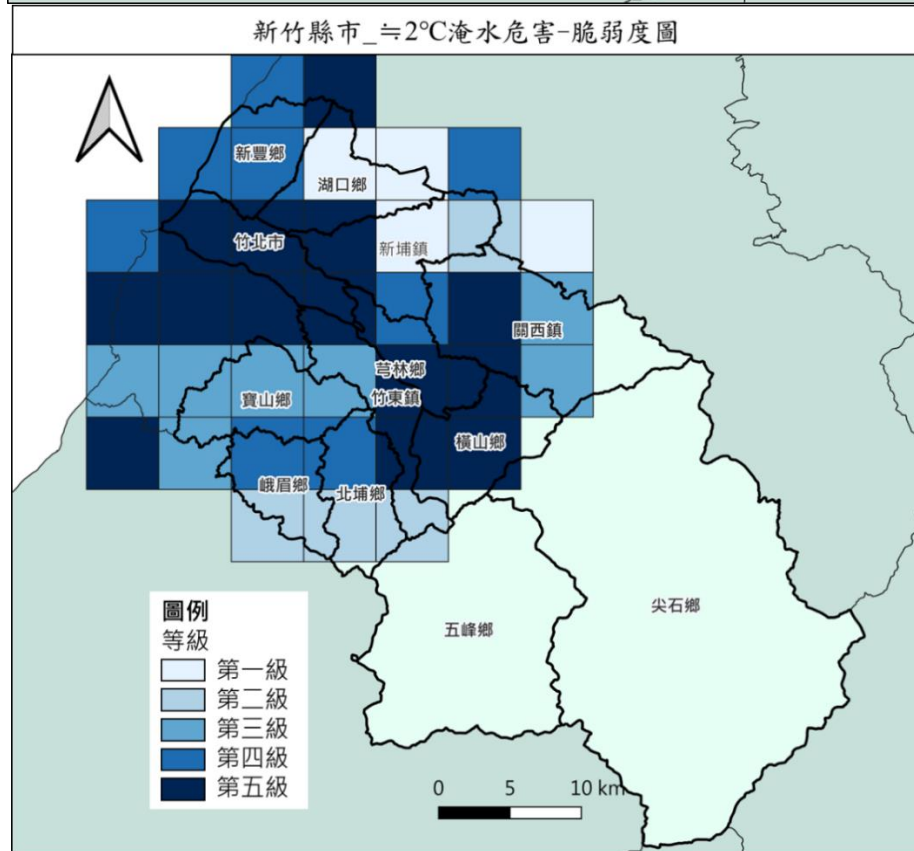 新竹縣市_≒2°C淹水危害-脆弱度圖
新豐鄉
湖口鄉
竹北市
新埔鎮
關西鎮
芎林鄉
竹東鎮
寶山鄉
橫山鄉
峨眉鄉
北埔鄉
尖石鄉
五峰鄉
圖例
等級
第一級
第二級
第三級
第四級
第五級
0 5 10 km